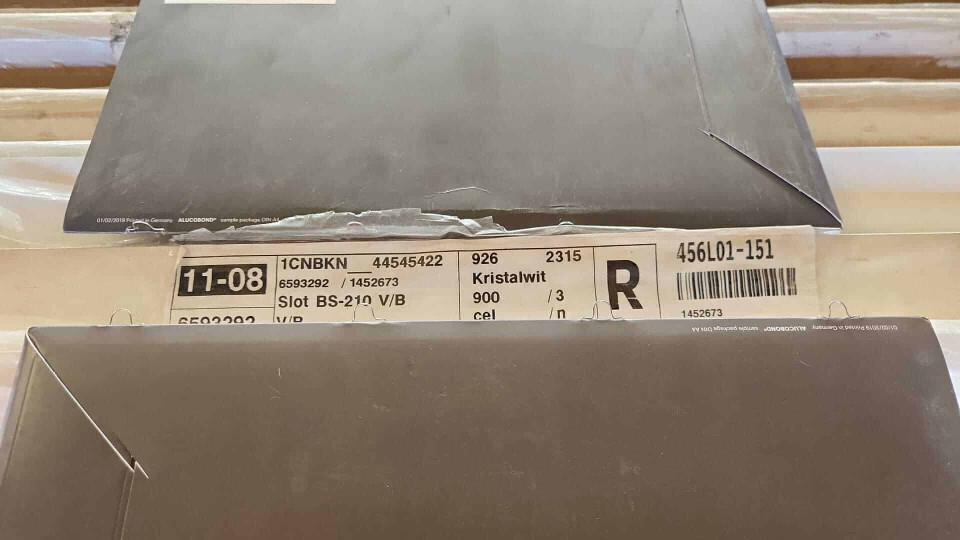 01/02/2019 Printed in Germany ALUCOBOND® sample package DIN A4
11-08
1CNBKN__44545422
6593292 / 1452673
Slot BS-210 V/B
6593292 V/B
926 2315
Kristalwit
900 /3
cel /n
R
456L01-151
1452673
01/02/2019 Printed in Germany ALUCOBOND® sample package DIN A4